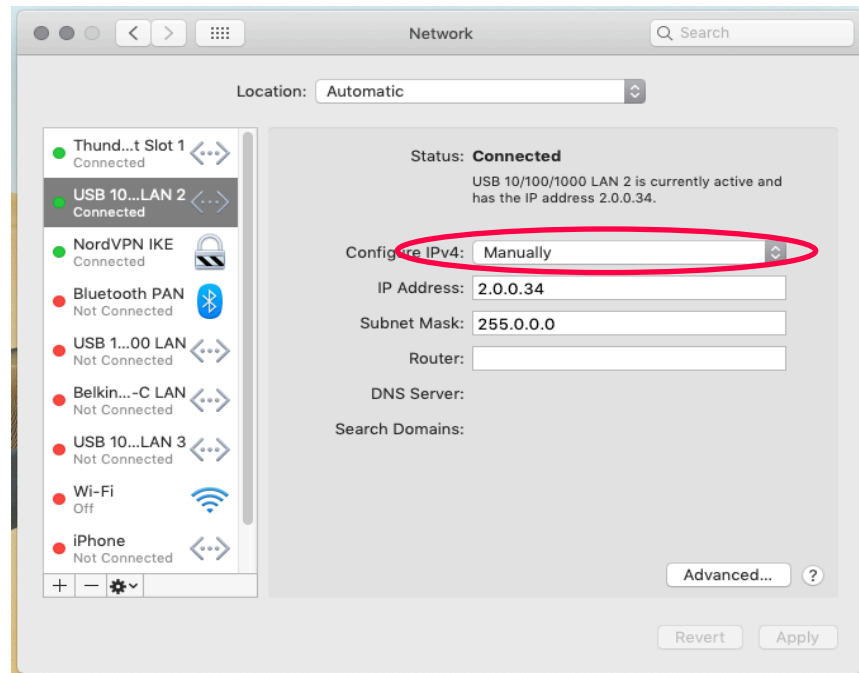 Network
Search
Location: Automatic
Thund...t Slot 1
Connected
USB 10...LAN 2
Connected
NordVPN IKE
Connected
Bluetooth PAN
Not Connected
USB 1...00 LAN
Not Connected
Belkin...-C LAN
Not Connected
USB 10...LAN 3
Not Connected
Wi-Fi
Off
iPhone
Not Connected
Status: Connected
USB 10/100/1000 LAN 2 is currently active and
has the IP address 2.0.0.34.
Configure IPv4: Manually
IP Address: 2.0.0.34
Subnet Mask: 255.0.0.0
Router:
DNS Server:
Search Domains:
Advanced... ?
Revert Apply